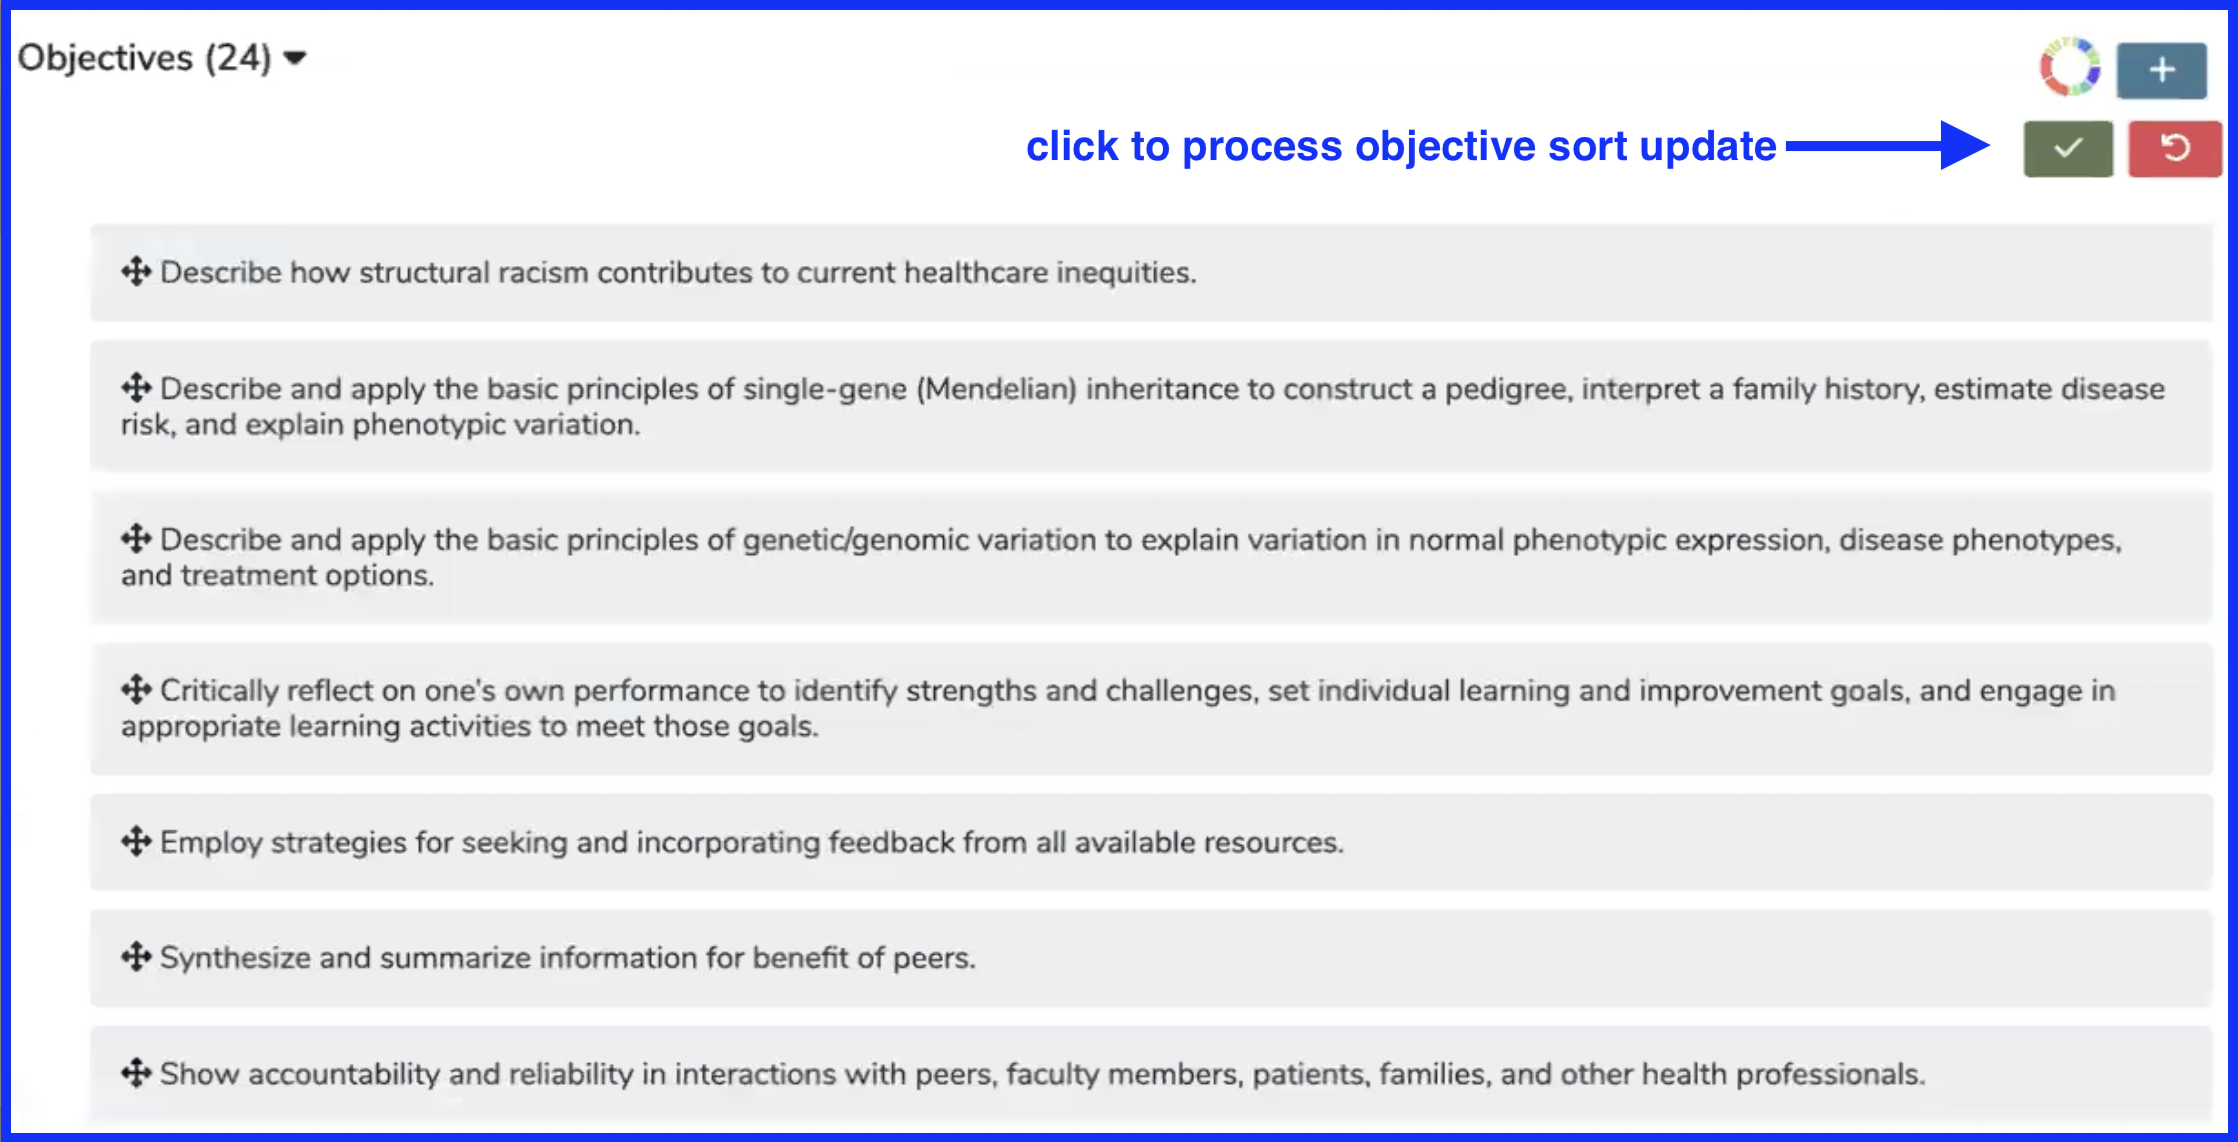 Objectives (24)
click to process objective sort update
Describe how structural racism contributes to current healthcare inequities.
Describe and apply the basic principles of single-gene (Mendelian) inheritance to construct a pedigree, interpret a family history, estimate disease
risk, and explain phenotypic variation.
Describe and apply the basic principles of genetic/genomic variation to explain variation in normal phenotypic expression, disease phenotypes,
and treatment options.
Critically reflect on one's own performance to identify strengths and challenges, set individual learning and improvement goals, and engage in
appropriate learning activities to meet those goals.
Employ strategies for seeking and incorporating feedback from all available resources.
Synthesize and summarize information for benefit of peers.
Show accountability and reliability in interactions with peers, faculty members, patients, families, and other health professionals.